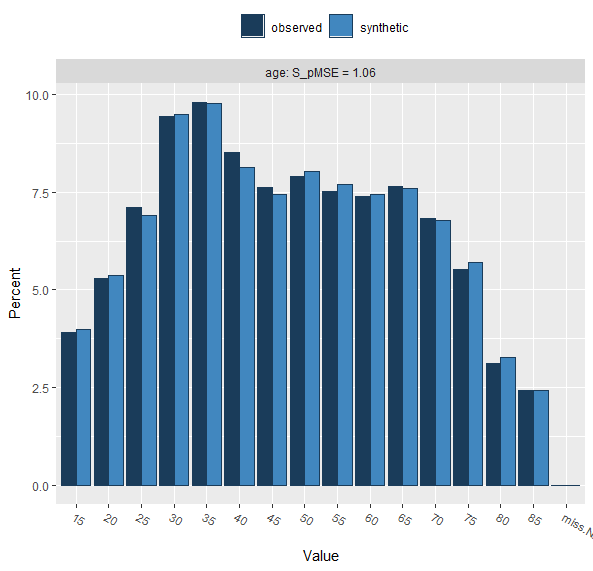 observed synthetic
age: S_pMSE = 1.06
10.0
7.5
5.0
2.5
0.0
Percent
15 20 25 30 35 40 45 50 55 60 65 70 75 80 85 miss.N
Value